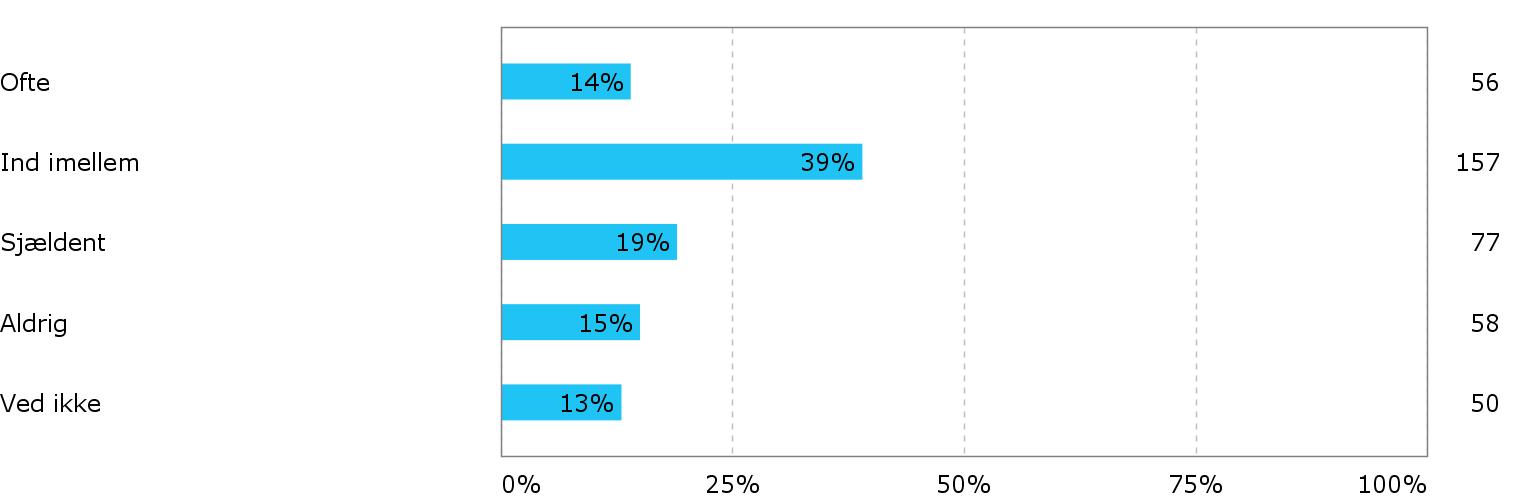 Ofte 14% 56
Ind imellem 39% 157
Sjældent 19% 77
Aldrig 15% 58
Ved ikke 13% 50
0% 25% 50% 75% 100%